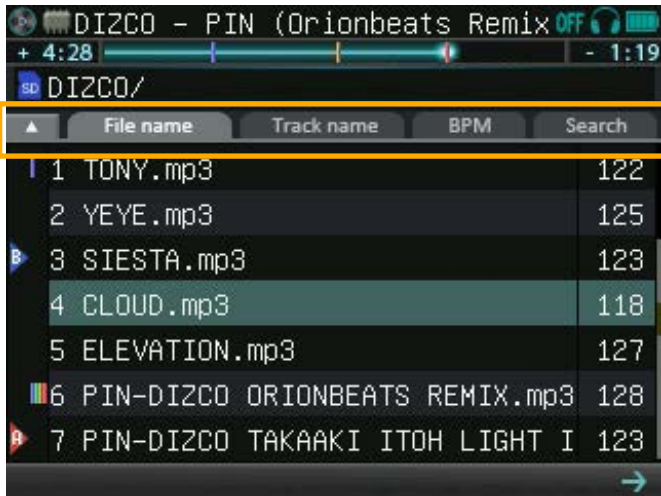 DIZCO - PIN (Orionbeats Remix OFF
+ 4:28 - 1:19
SD DIZCO/
▲ File name Track name BPM Search
1 TONY.mp3 122
2 YEYE.mp3 125
B 3 SIESTA.mp3 123
4 CLOUD.mp3 118
5 ELEVATION.mp3 127
6 PIN-DIZCO ORIONBEATS REMIX.mp3 128
A 7 PIN-DIZCO TAKAAKI ITOH LIGHT I 123
→